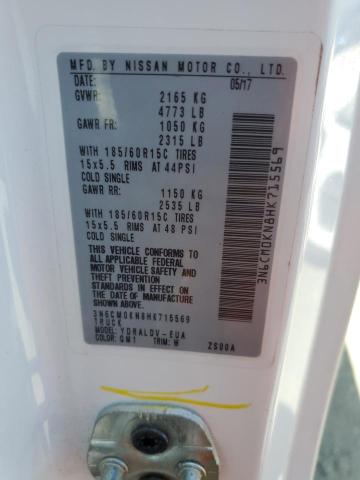 MFD. BY NISSAN MOTOR CO., LTD.
DATE: 05/17
GVWR: 2165 KG
4773 LB
GAWR FR: 1050 KG
2315 LB
WITH 185/60R15C TIRES
15x5.5 RIMS AT 44PSI
COLD SINGLE
GAWR RR: 1150 KG
2535 LB
WITH 185/60R15C TIRES
15x5.5 RIMS AT 48 PSI
COLD SINGLE
THIS VEHICLE CONFORMS TO
ALL APPLICABLE FEDERAL
MOTOR VEHICLE SAFETY AND
THEFT PREVENTION
STANDARDS IN EFFECT ON
THE DATE OF MANUFACTURE
SHOWN ABOVE.
3N6CM0KN8HK715569
TRUCK
MODEL: YDRALDV-EUA
COLOR: QM1 TRIM: W ZS00A
3N6CM0KN8HK715569